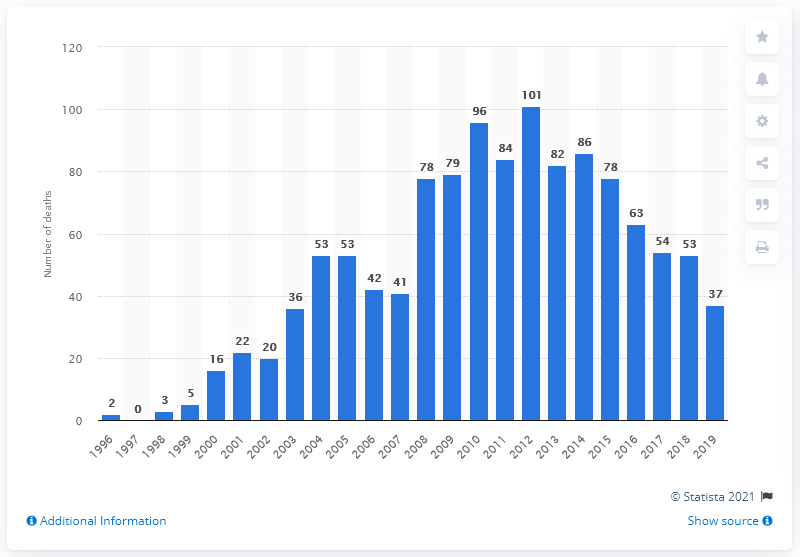 120
100
80
60
40
20
0
Number of deaths
2 0 3 5 16 22 20 36 53 53 42 41 78 79 96 84 101 82 86 78 63 54 53 37
1996 1997 1998 1999 2000 2001 2002 2003 2004 2005 2006 2007 2008 2009 2010 2011 2012 2013 2014 2015 2016 2017 2018 2019
© Statista 2021
Additional Information
Show source